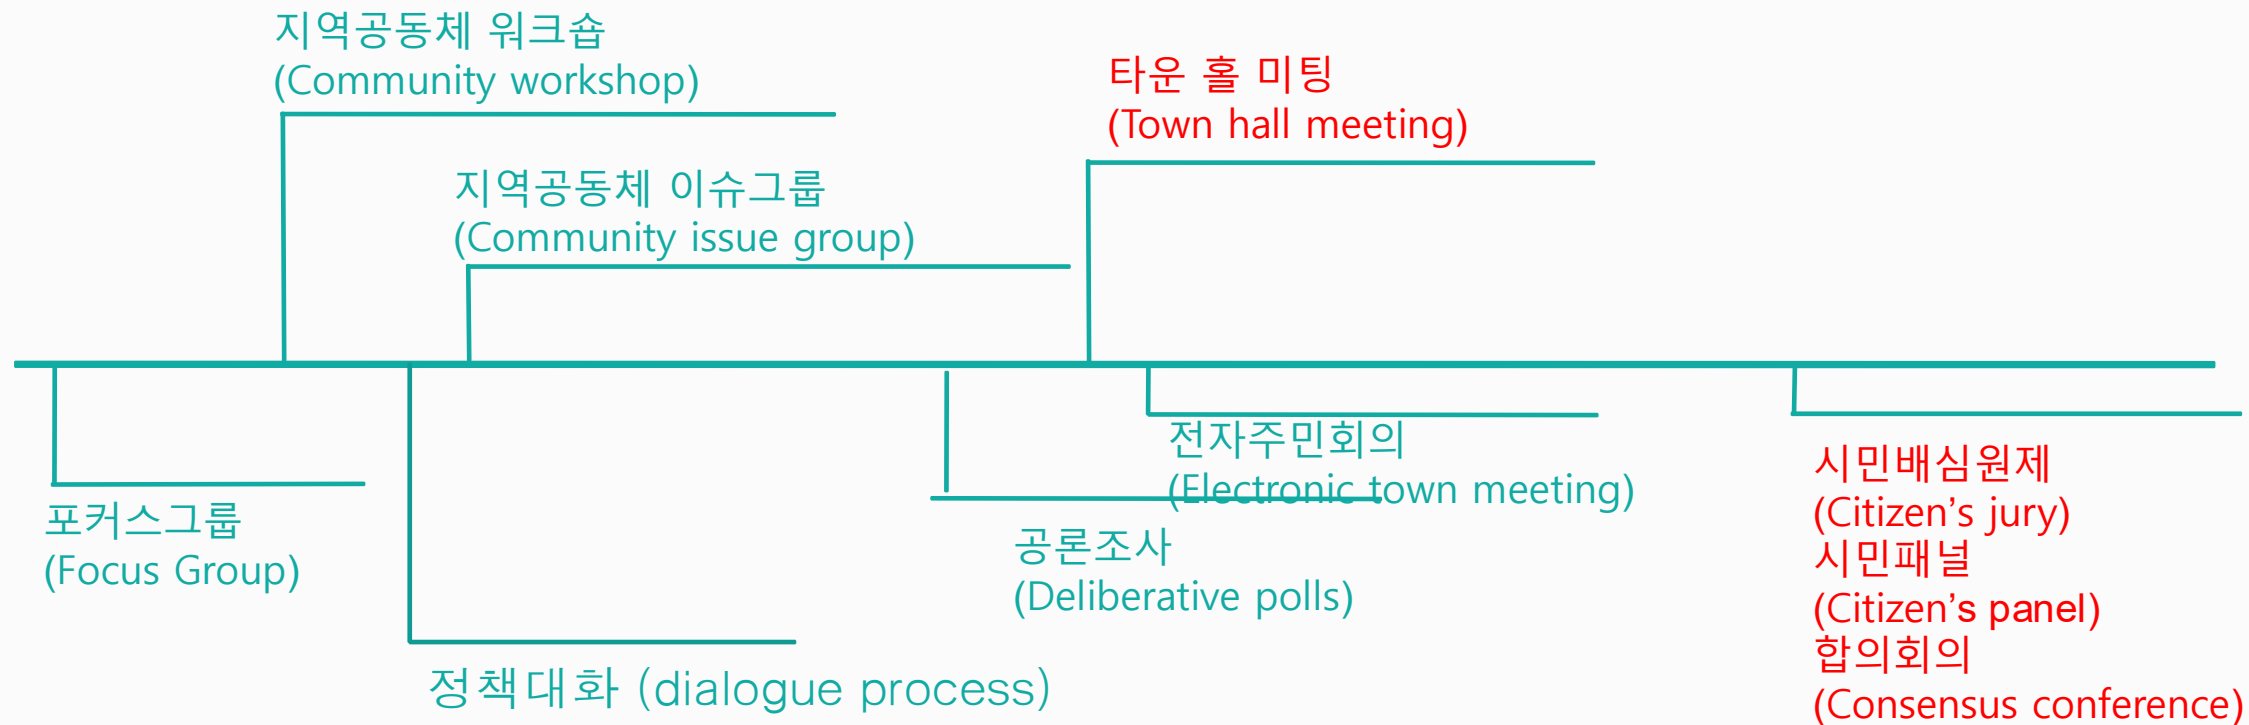 지역공동체 워크숍
(Community workshop)
타운 홀 미팅
(Town hall meeting)
지역공동체 이슈그룹
(Community issue group)
포커스그룹
(Focus Group)
정책대화 (dialogue process)
공론조사
(Deliberative polls)
전자주민회의
(Electronic town meeting)
시민배심원제
(Citizen’s jury)
시민패널
(Citizen’s panel)
합의회의
(Consensus conference)